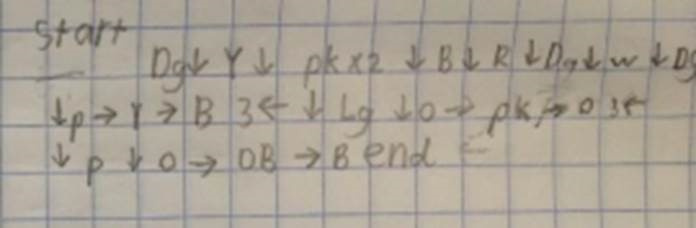 Start
Dg↓ Y↓ pk x2 ↓ B↓ R ↓Dg↓ w ↓Dg
↓p → Y → B 3← ↓ Lg ↓O → pk → O 3←
↓ p ↓ O → OB → B end